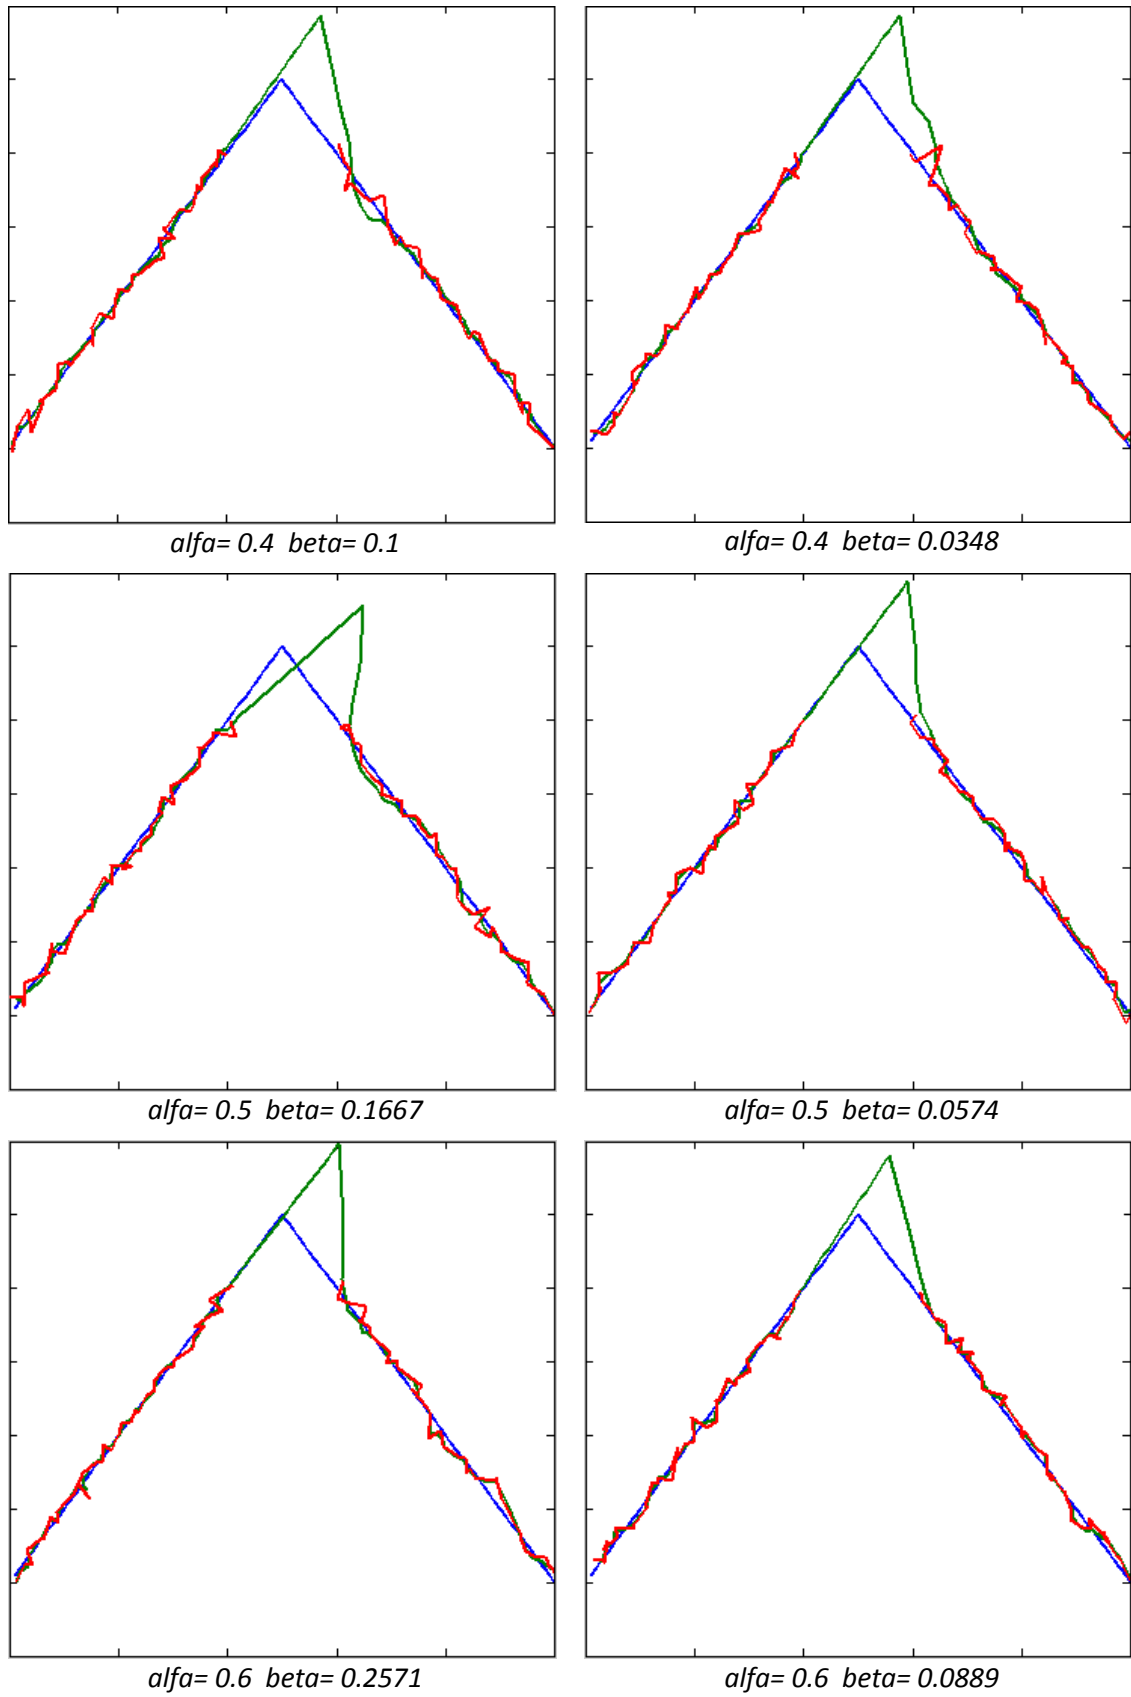 alfa= 0.4 beta= 0.1
alfa= 0.4 beta= 0.0348
alfa= 0.5 beta= 0.1667
alfa= 0.5 beta= 0.0574
alfa= 0.6 beta= 0.2571
alfa= 0.6 beta= 0.0889